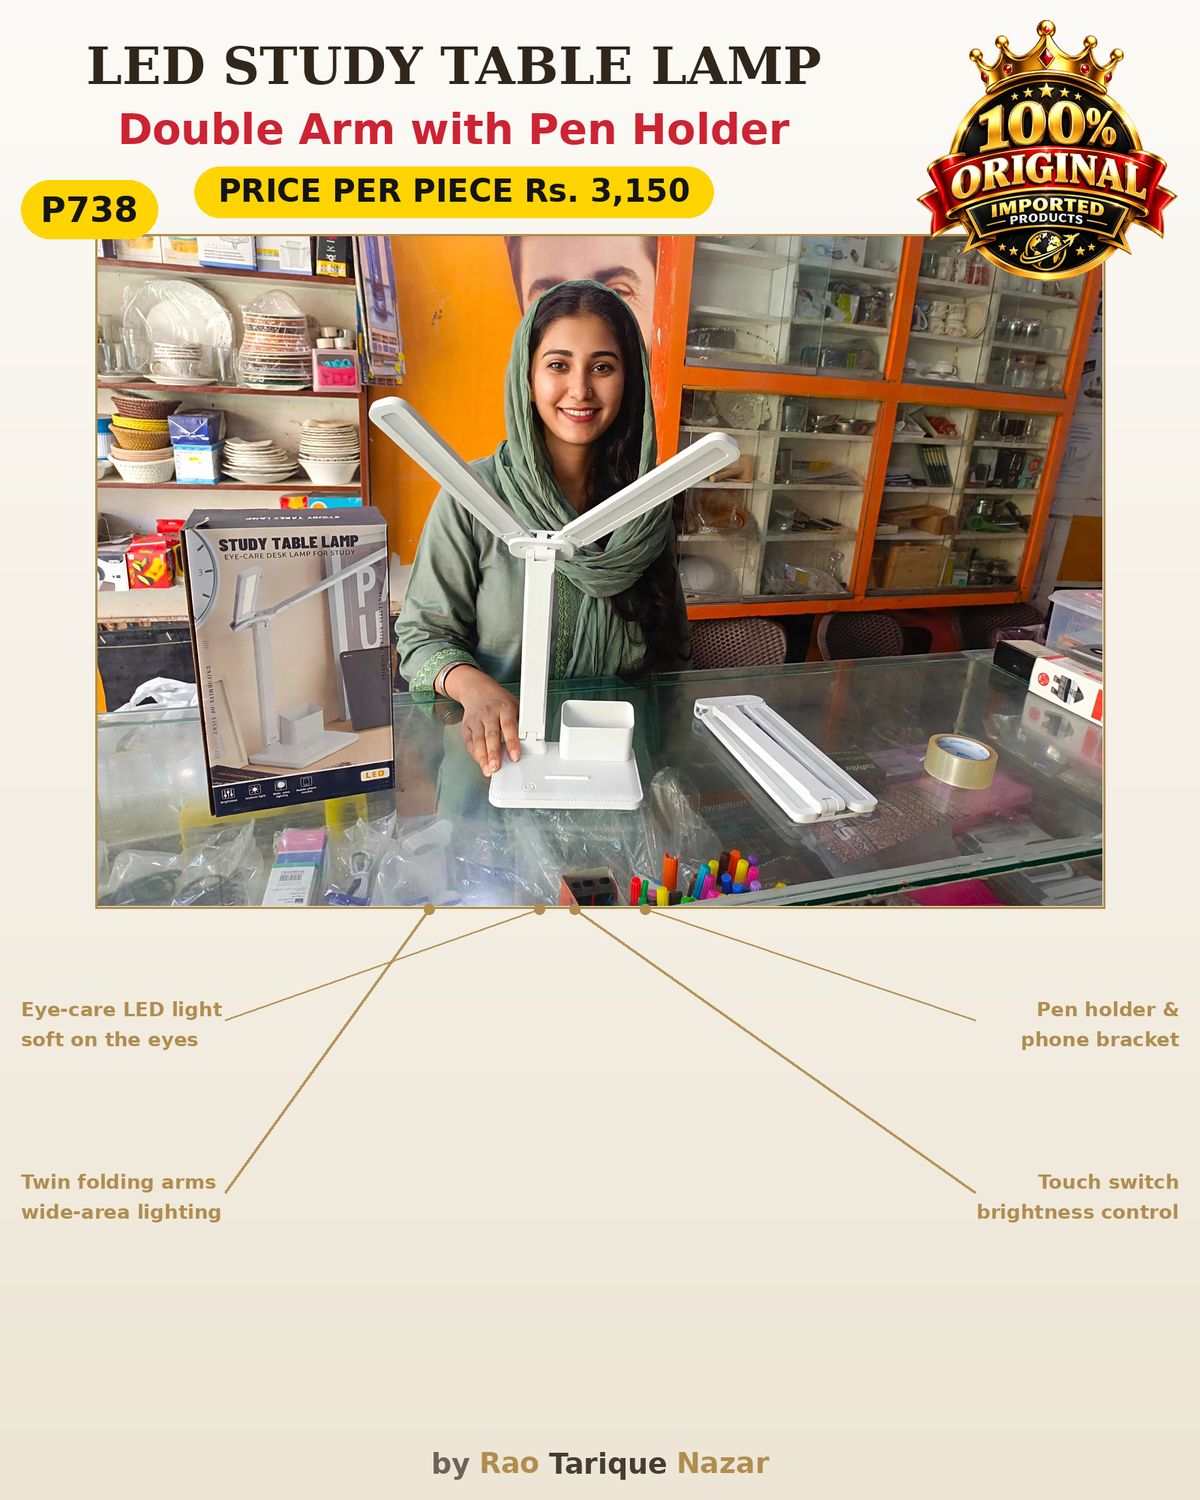 LED STUDY TABLE LAMP
Double Arm with Pen Holder
PRICE PER PIECE Rs. 3,150
P738
100%
ORIGINAL
IMPORTED
PRODUCTS
STUDY TABLE LAMP
EYE-CARE DESK LAMP FOR STUDY
LED
Eye-care LED light
soft on the eyes
Pen holder &
phone bracket
Twin folding arms
wide-area lighting
Touch switch
brightness control
by Rao Tarique Nazar